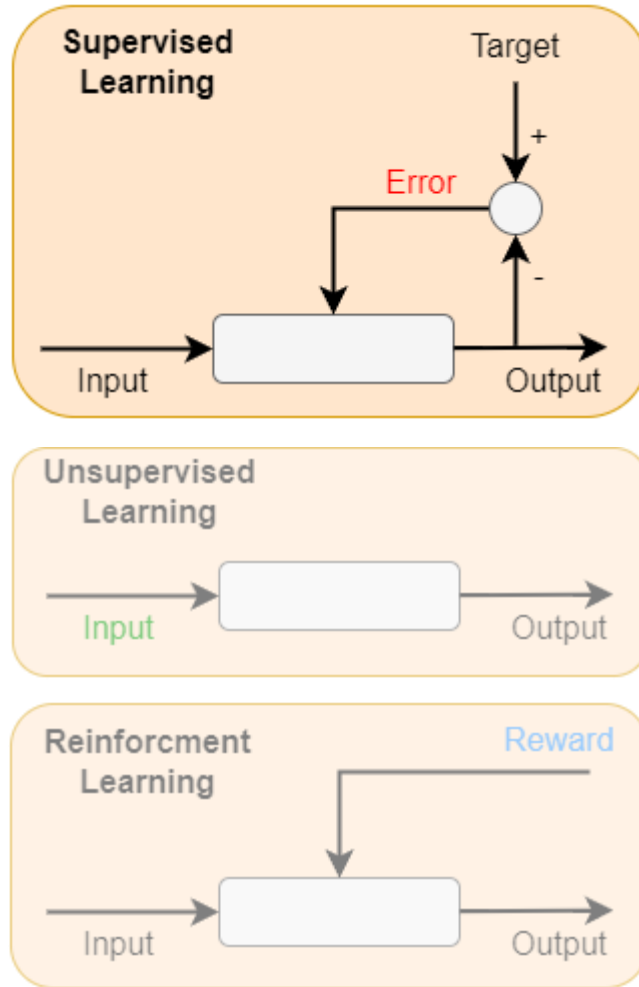 Supervised
Learning
Target
+
Error
-
Input
Output
Unsupervised
Learning
Input
Output
Reinforcment
Learning
Reward
Input
Output